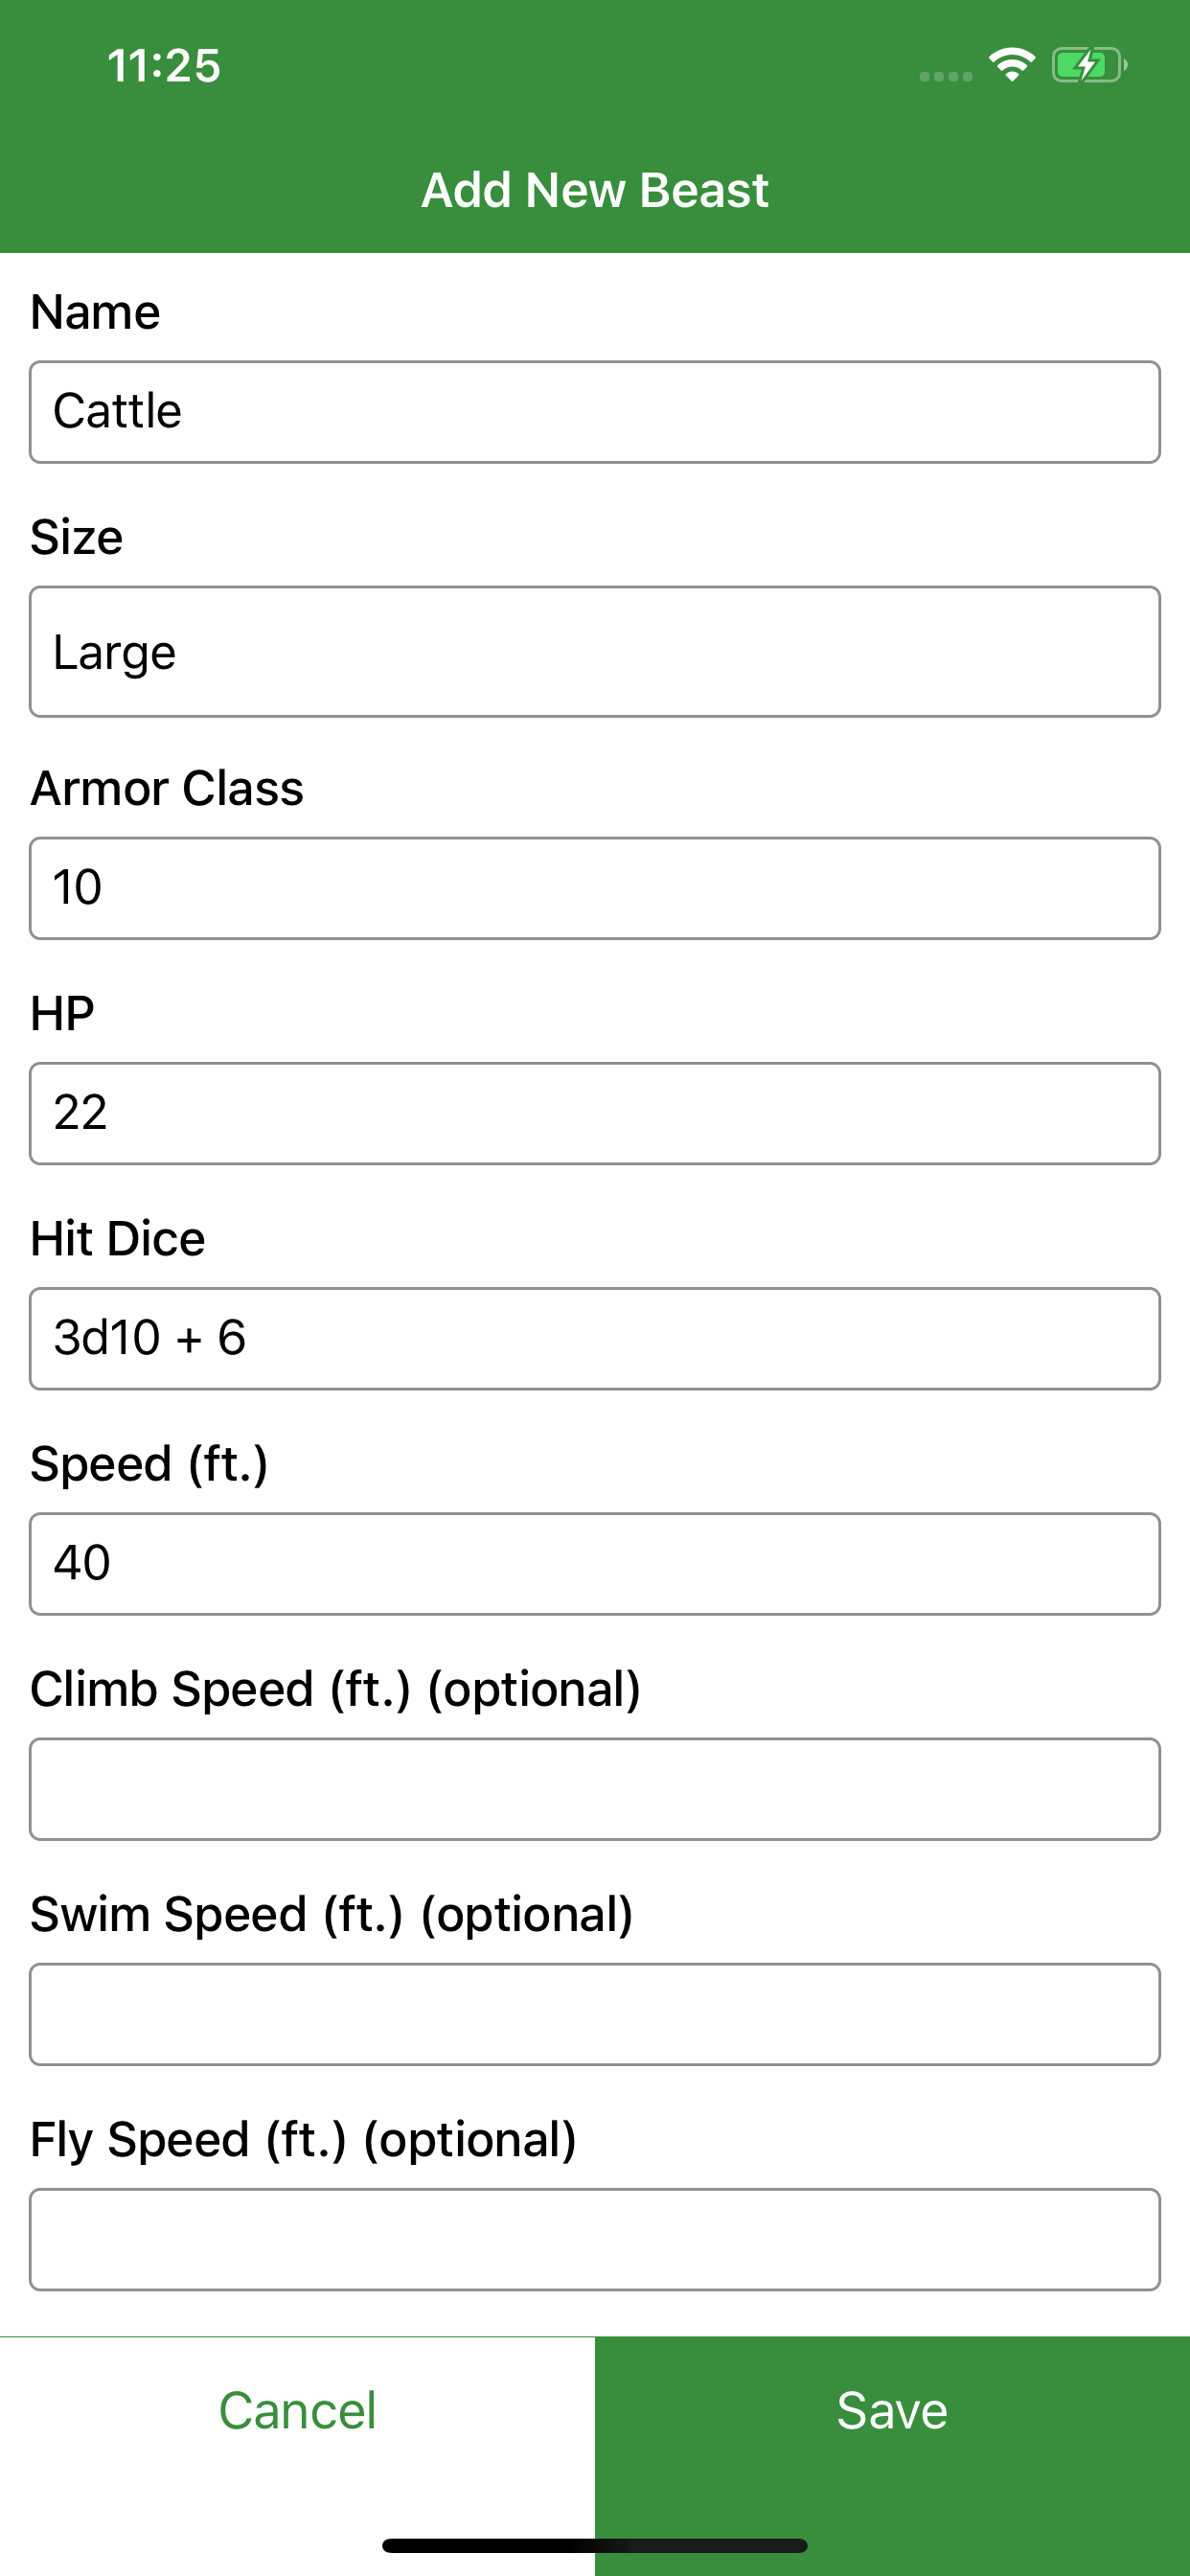 11:25
Add New Beast
Name
Cattle
Size
Large
Armor Class
10
HP
22
Hit Dice
3d10 + 6
Speed (ft.)
40
Climb Speed (ft.) (optional)
Swim Speed (ft.) (optional)
Fly Speed (ft.) (optional)
Cancel Save